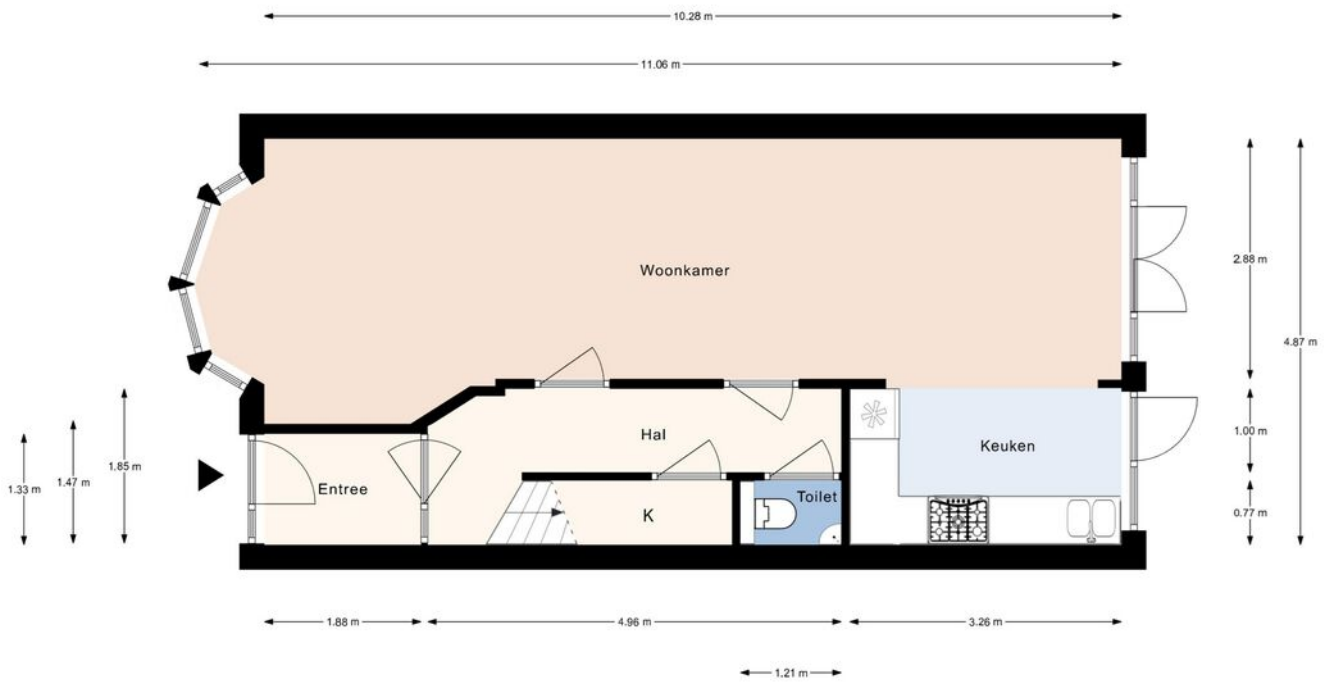 10.28 m
11.06 m
Woonkamer
2.88 m
4.87 m
Hal
Keuken
1.00 m
1.85 m
1.47 m
1.33 m
Entree
K
Toilet
0.77 m
1.88 m
4.96 m
3.26 m
1.21 m